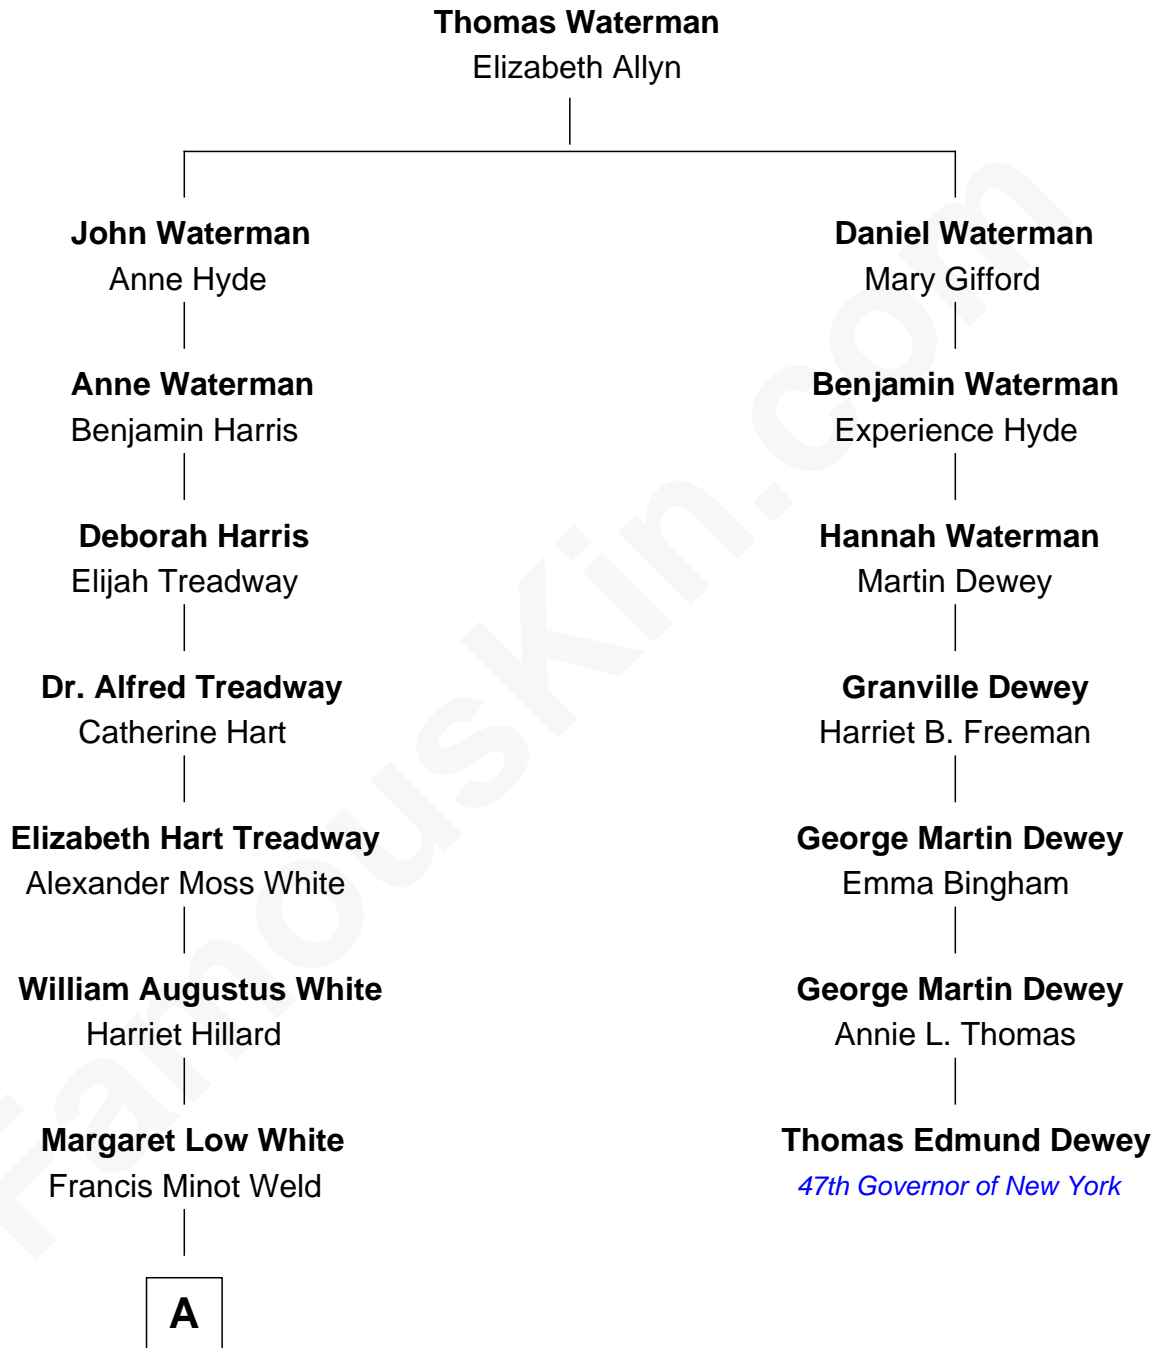 Thomas Waterman
Elizabeth Allyn
John Waterman
Anne Hyde
Daniel Waterman
Mary Gifford
Anne Waterman
Benjamin Harris
Benjamin Waterman
Experience Hyde
Deborah Harris
Elijah Treadway
Hannah Waterman
Martin Dewey
Dr. Alfred Treadway
Catherine Hart
Granville Dewey
Harriet B. Freeman
Elizabeth Hart Treadway
Alexander Moss White
George Martin Dewey
Emma Bingham
William Augustus White
Harriet Hillard
George Martin Dewey
Annie L. Thomas
Margaret Low White
Francis Minot Weld
Thomas Edmund Dewey
47th Governor of New York
A
FamousKin.com